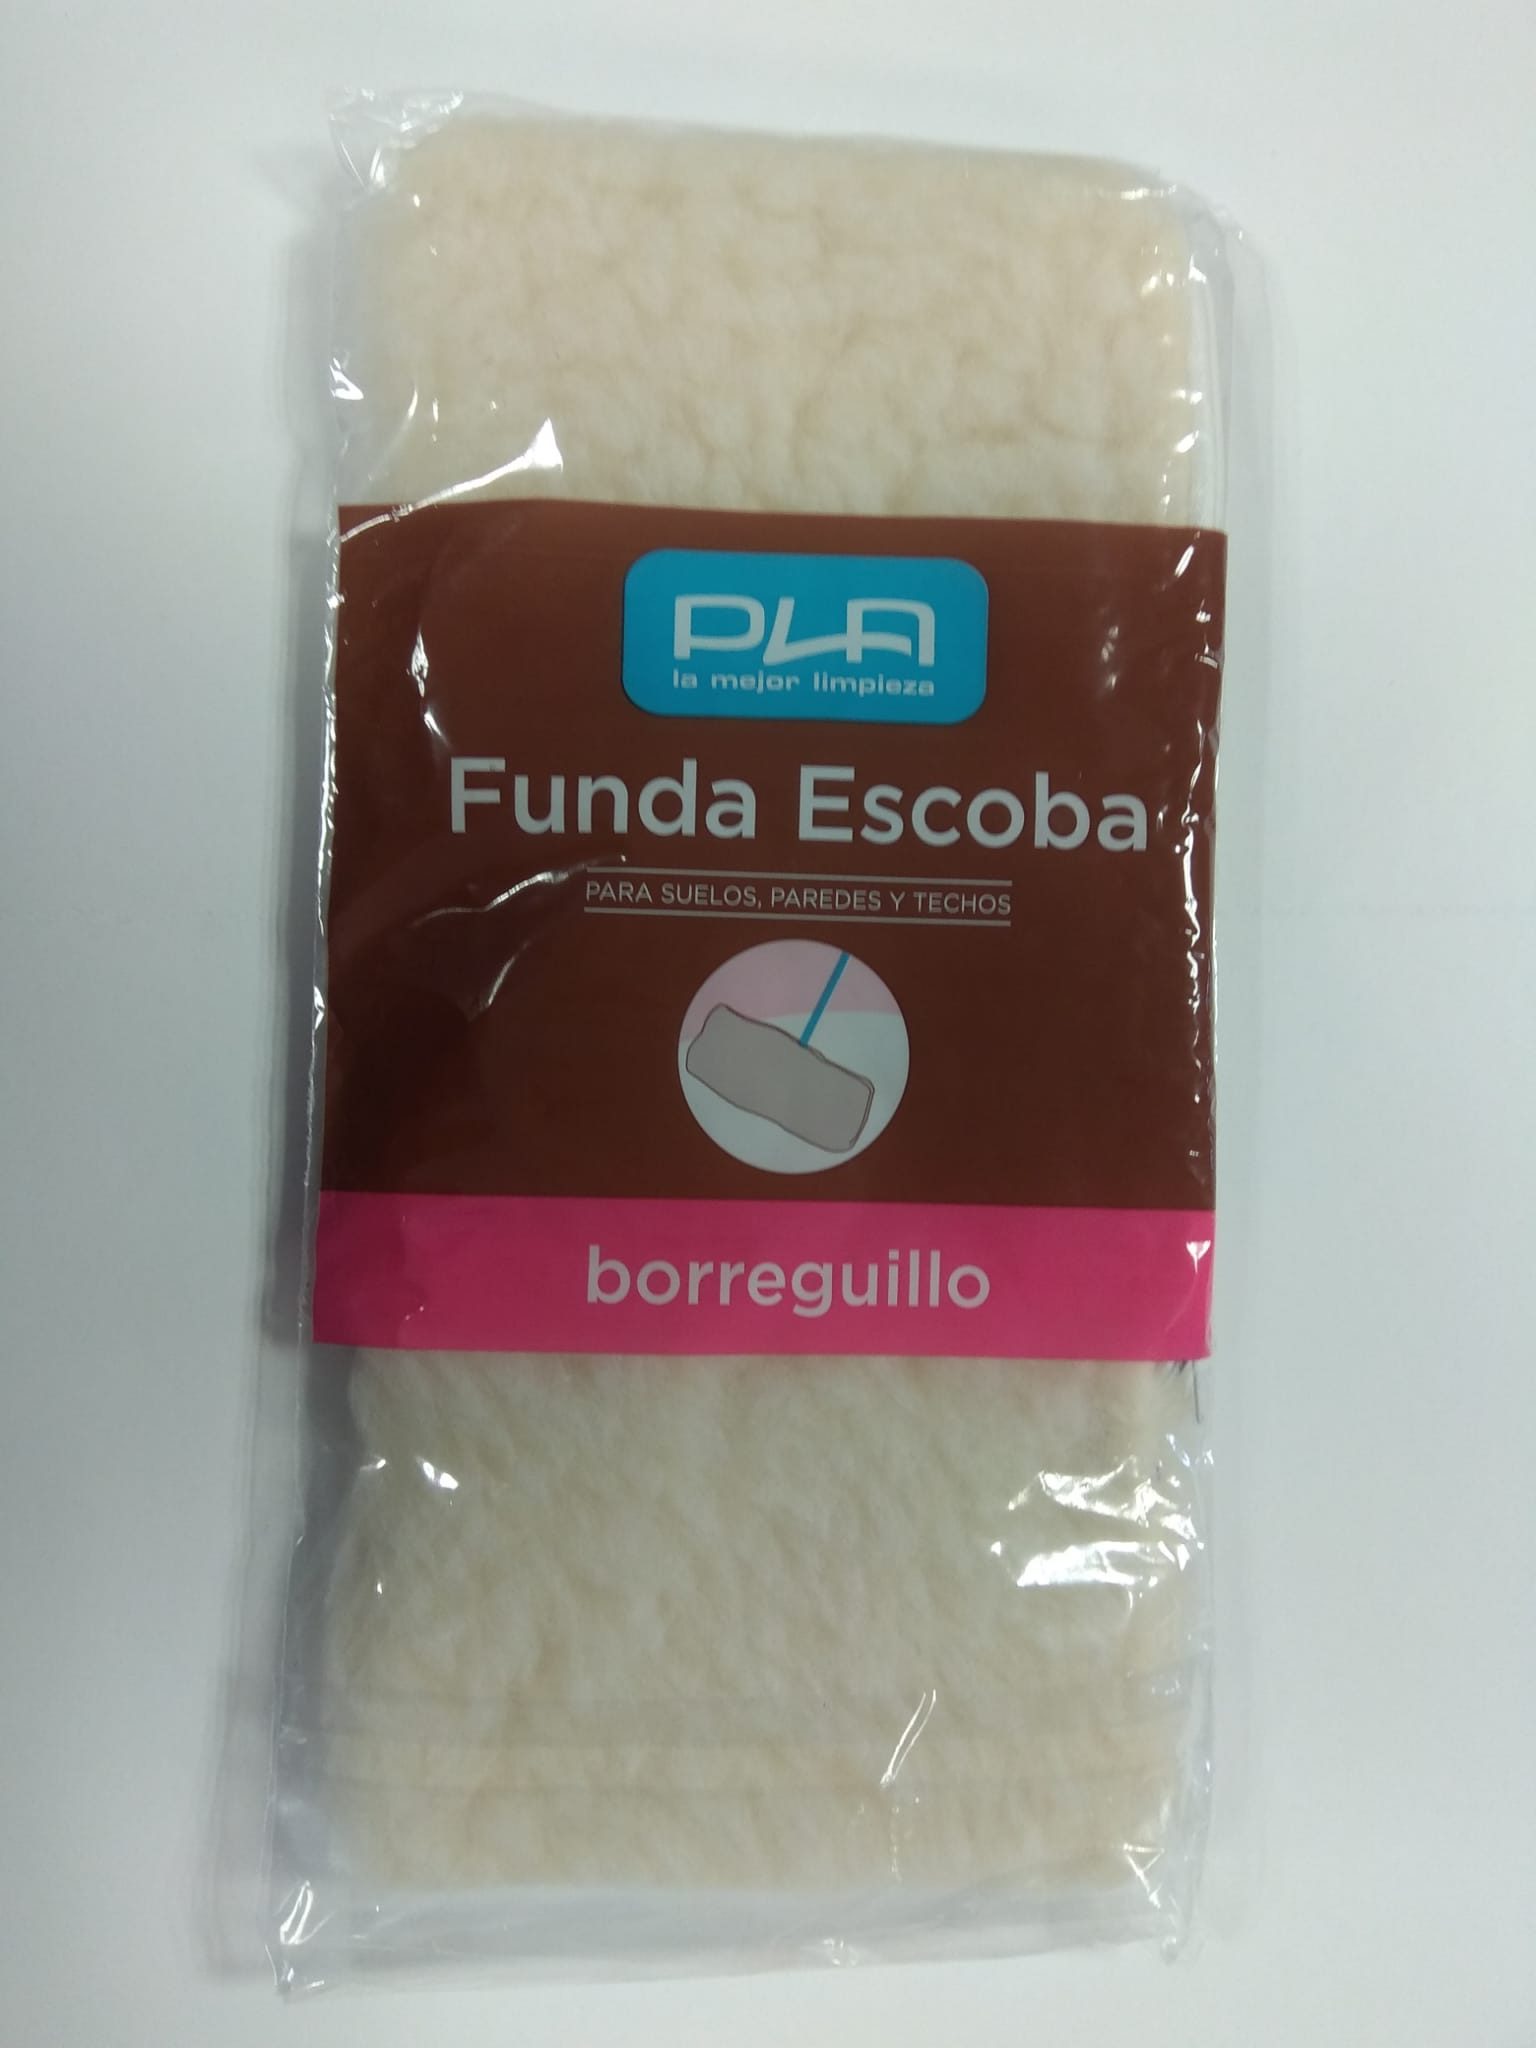 PLA
la mejor limpieza
Funda Escoba
PARA SUELOS, PAREDES Y TECHOS
borreguillo